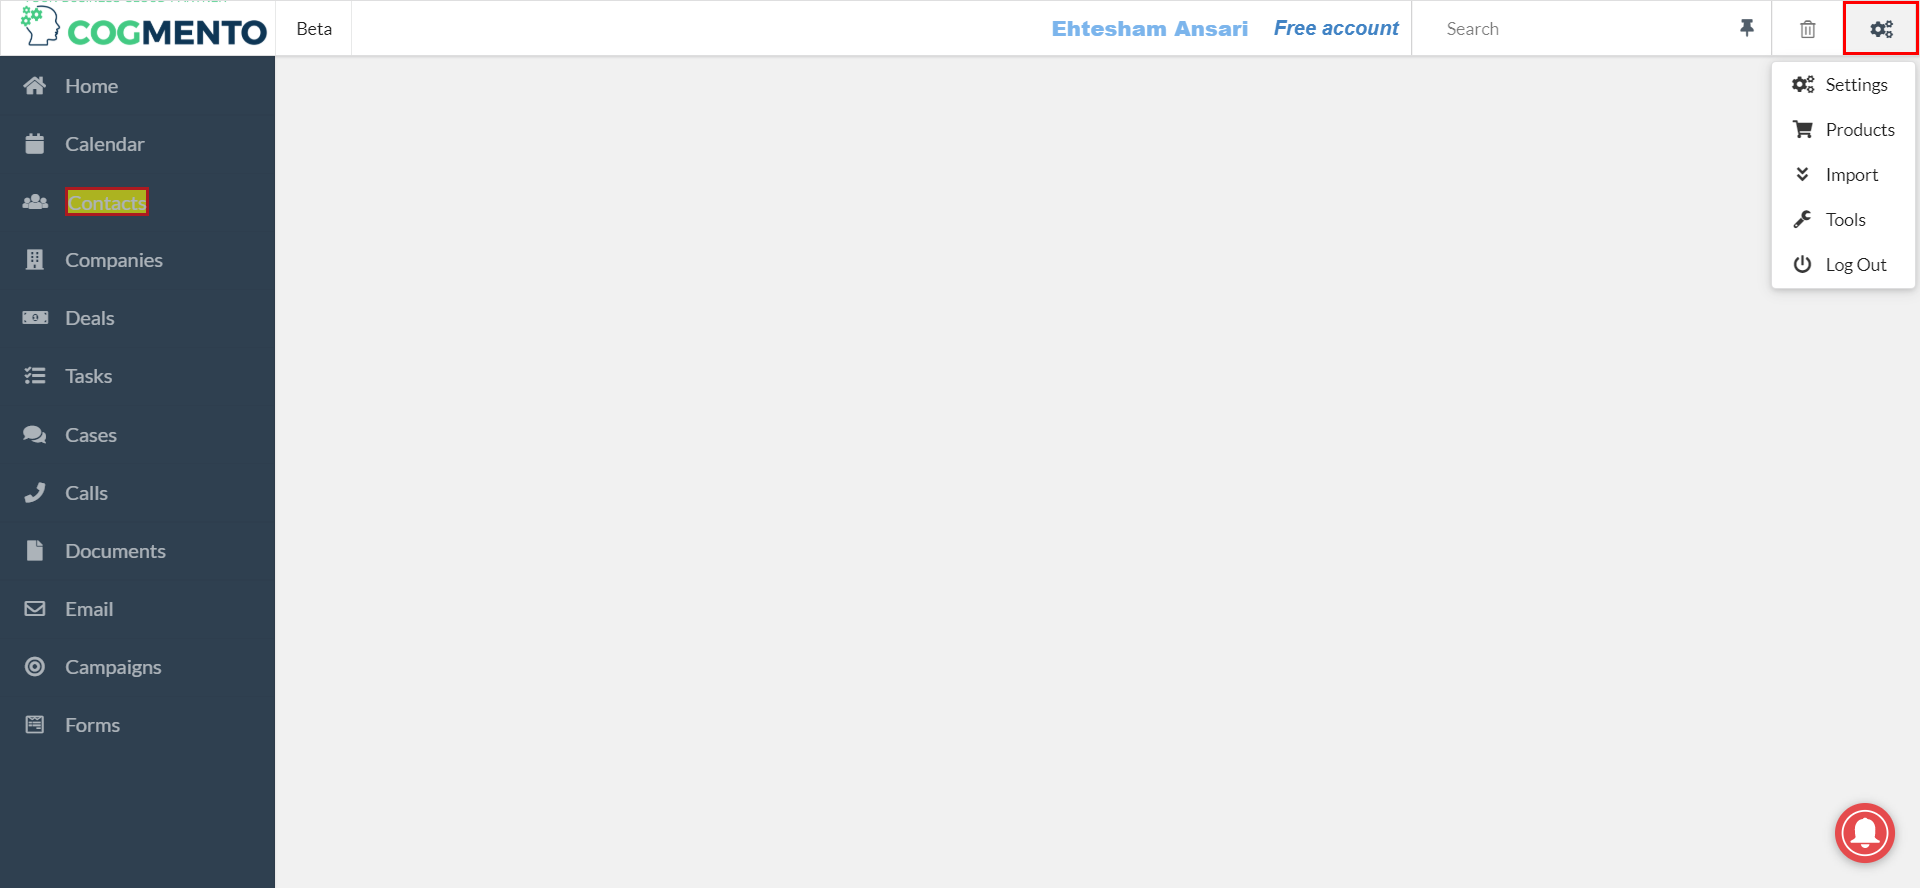 COGMENTO
Beta
Ehtesham Ansari
Free account
Search
Home
Calendar
Contacts
Companies
Deals
Tasks
Cases
Calls
Documents
Email
Campaigns
Forms
Settings
Products
Import
Tools
Log Out